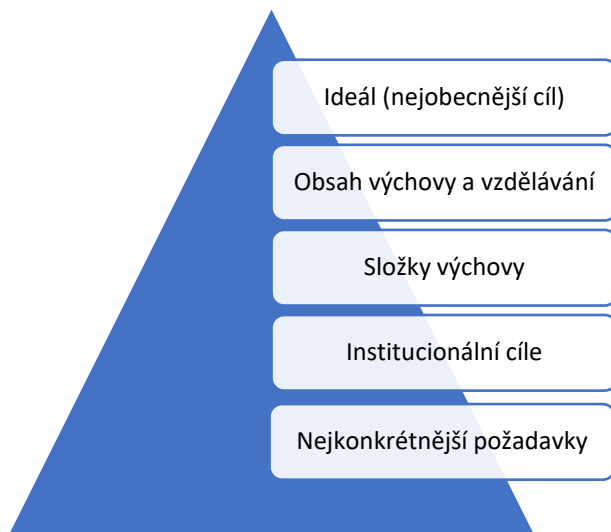 Ideál (nejobecnější cíl)
Obsah výchovy a vzdělávání
Složky výchovy
Institucionální cíle
Nejkonkrétnější požadavky